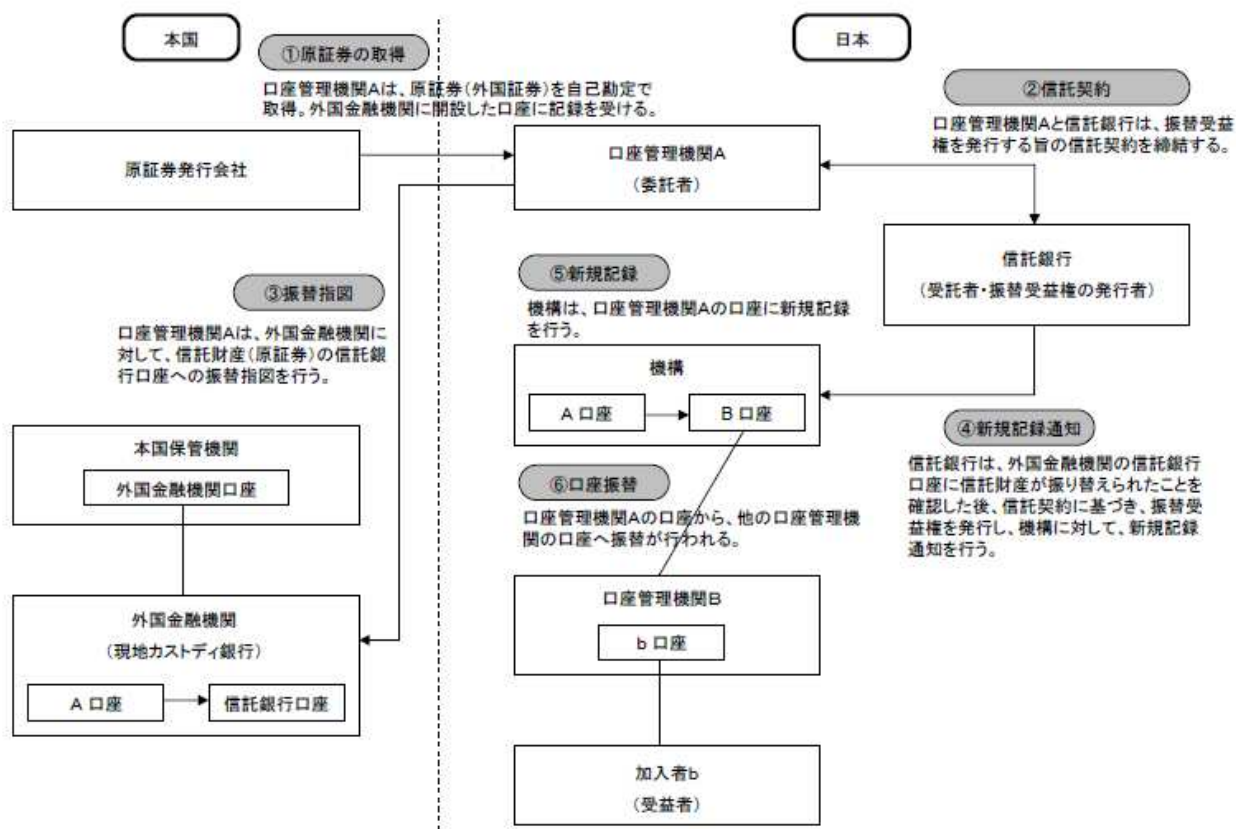 本国
日本
①原証券の取得
口座管理機関Aは、原証券(外国証券)を自己勘定で
取得。外国金融機関に開設した口座に記録を受ける。
②信託契約
口座管理機関Aと信託銀行は、振替受益
権を発行する旨の信託契約を締結する。
原証券発行会社
口座管理機関A
(委託者)
信託銀行
(受託者・振替受益権の発行者)
③振替指図
口座管理機関Aは、外国金融機関に
対して、信託財産(原証券)の信託銀
行口座への振替指図を行う。
⑤新規記録
機構は、口座管理機関Aの口座に新規記録
を行う。
機構
A 口座
B 口座
④新規記録通知
信託銀行は、外国金融機関の信託銀行
口座に信託財産が振り替えられたことを
確認した後、信託契約に基づき、振替受
益権を発行し、機構に対して、新規記録
通知を行う。
本国保管機関
外国金融機関口座
⑥口座振替
口座管理機関Aの口座から、他の口座管理機
関の口座へ振替が行われる。
外国金融機関
(現地カストディ銀行)
A 口座
信託銀行口座
口座管理機関B
b 口座
加入者b
(受益者)